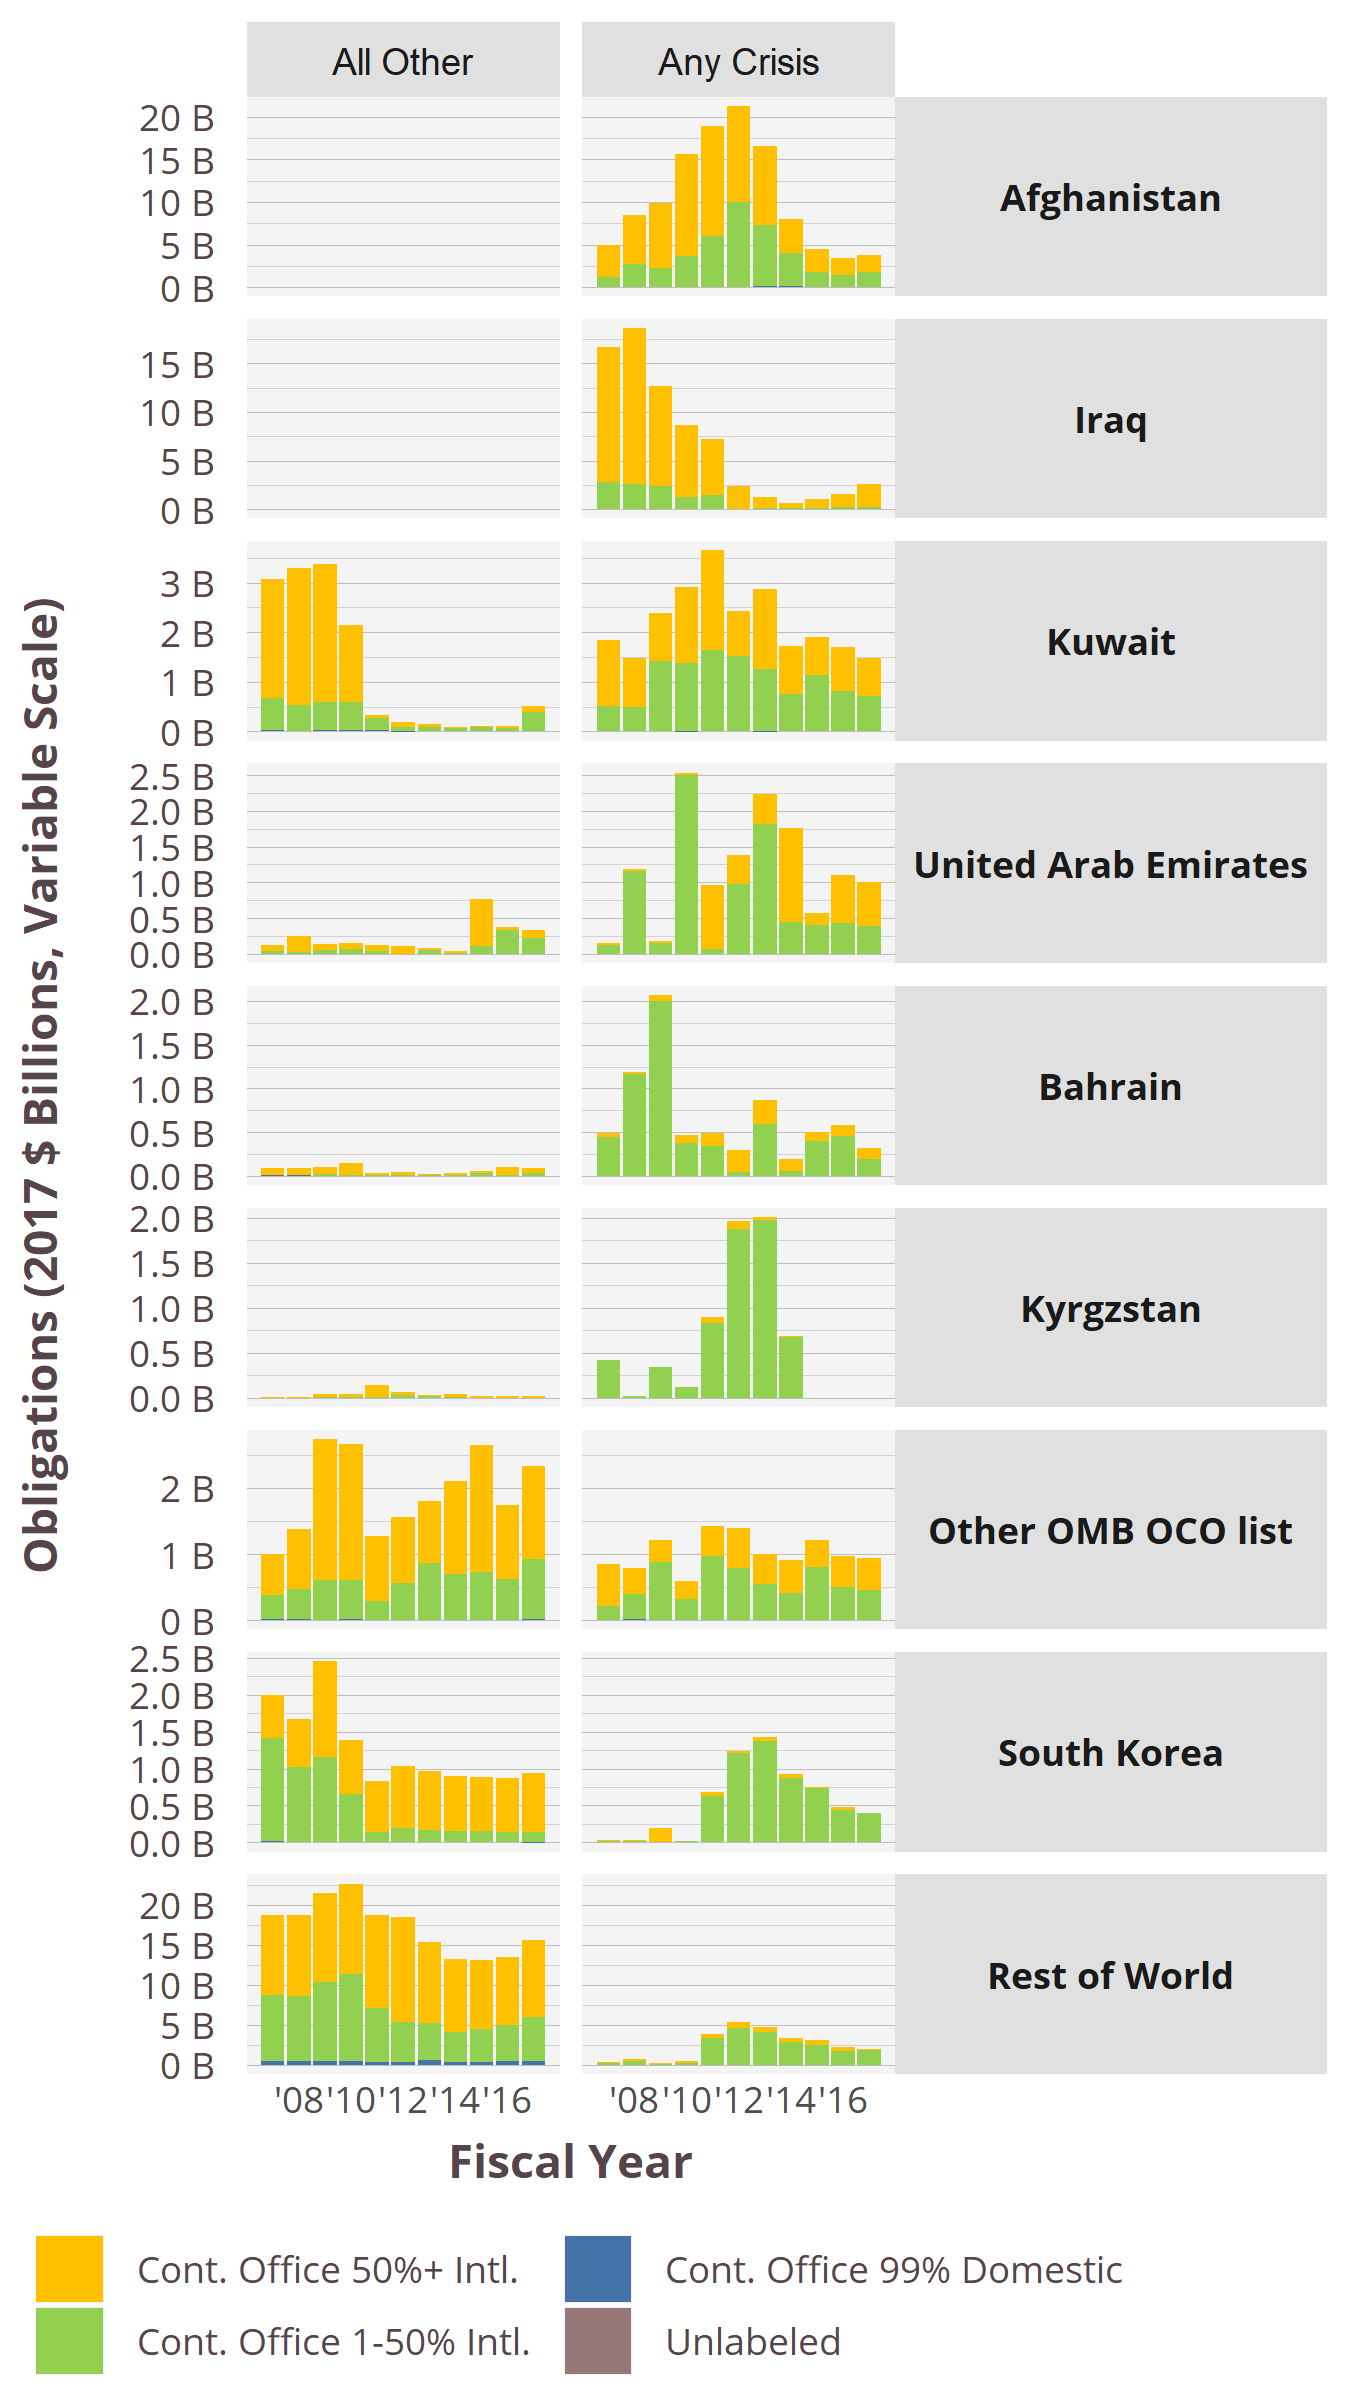 All Other
Any Crisis
20 B
15 B
10 B
5 B
0 B
Afghanistan
15 B
10 B
5 B
0 B
Iraq
3 B
2 B
1 B
0 B
Kuwait
2.5 B
2.0 B
1.5 B
1.0 B
0.5 B
0.0 B
United Arab Emirates
2.0 B
1.5 B
1.0 B
0.5 B
0.0 B
Bahrain
2.0 B
1.5 B
1.0 B
0.5 B
0.0 B
Kyrgzstan
2 B
1 B
0 B
Other OMB OCO list
2.5 B
2.0 B
1.5 B
1.0 B
0.5 B
0.0 B
South Korea
20 B
15 B
10 B
5 B
0 B
Rest of World
Obligations (2017 $ Billions, Variable Scale)
'08'10'12'14'16
'08'10'12'14'16
Fiscal Year
Cont. Office 50%+ Intl.
Cont. Office 99% Domestic
Cont. Office 1-50% Intl.
Unlabeled